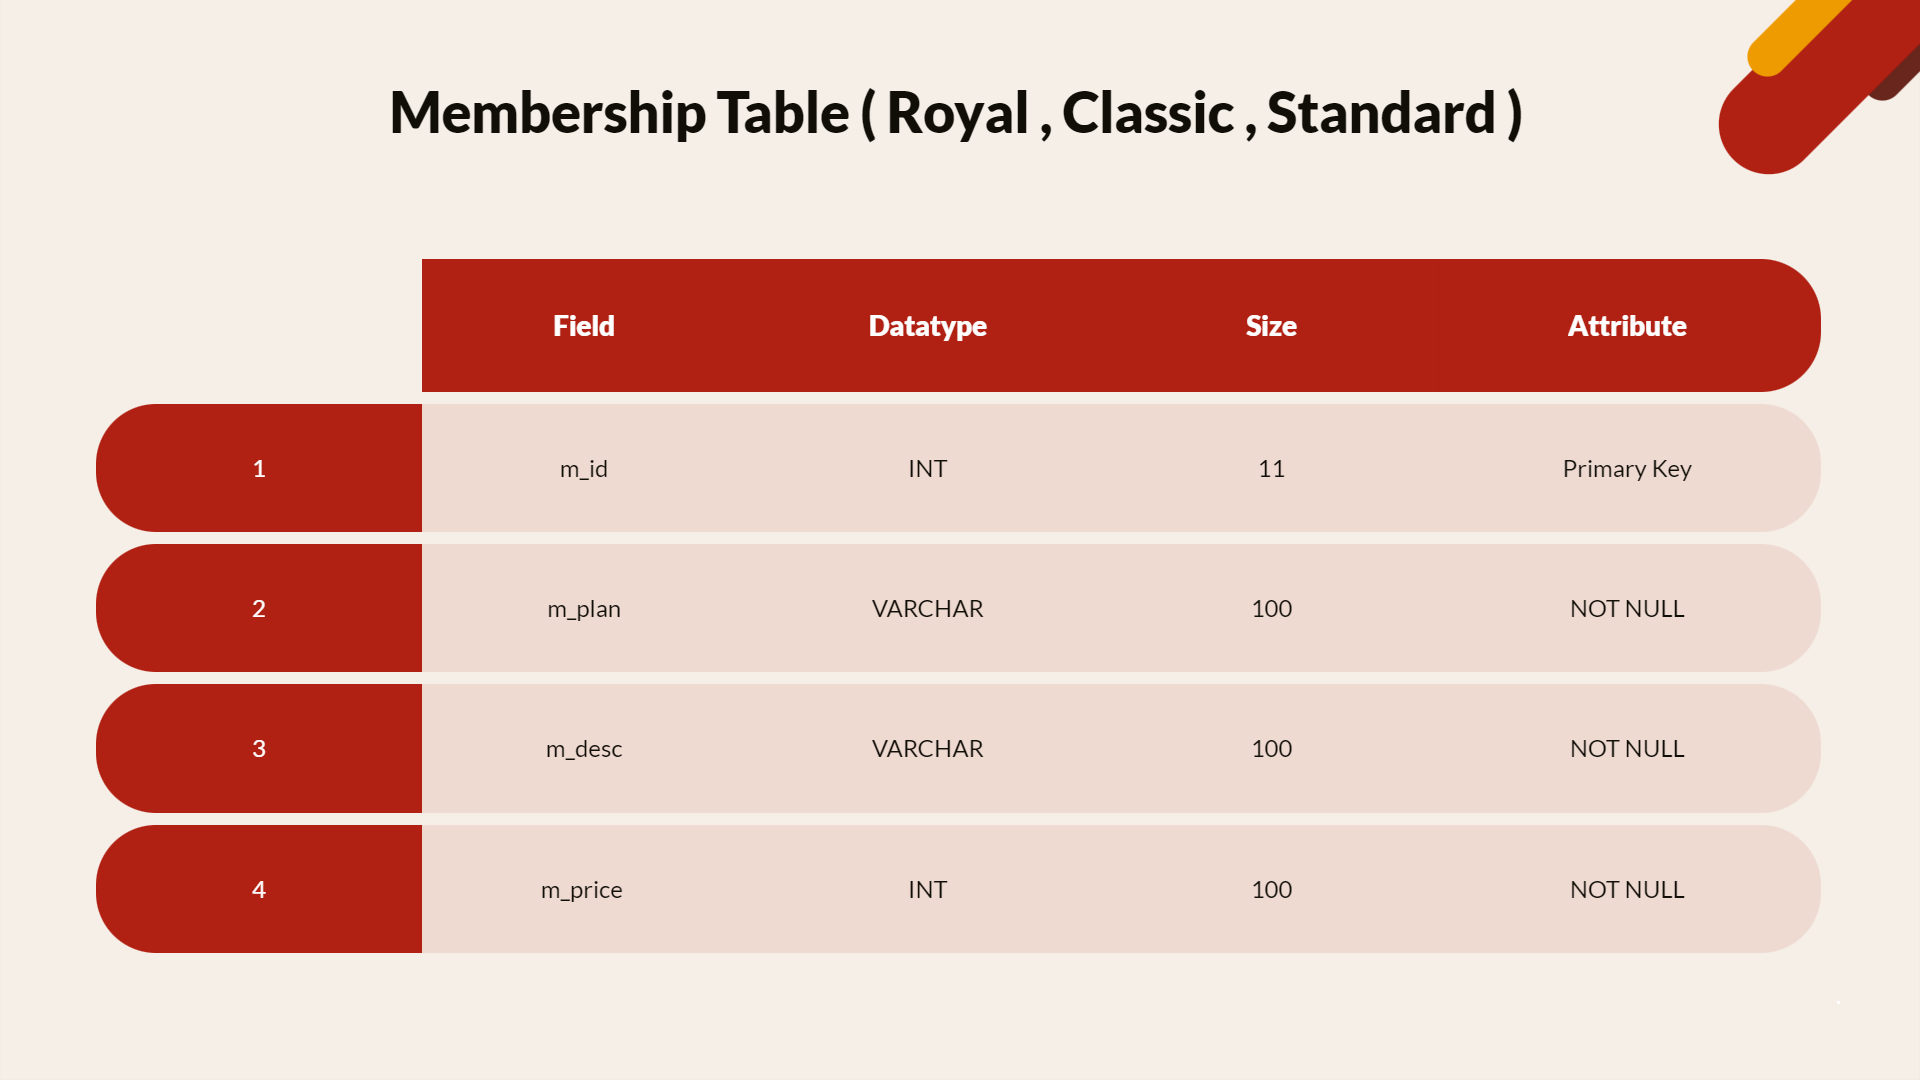 Membership Table ( Royal , Classic , Standard )
Field Datatype Size Attribute
1 m_id INT 11 Primary Key
2 m_plan VARCHAR 100 NOT NULL
3 m_desc VARCHAR 100 NOT NULL
4 m_price INT 100 NOT NULL